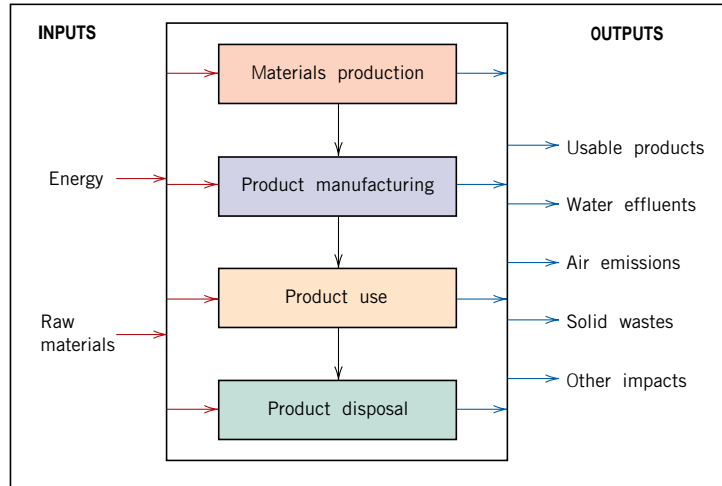 INPUTS
OUTPUTS
Materials production
Usable products
Energy
Product manufacturing
Water effluents
Air emissions
Product use
Raw
materials
Solid wastes
Other impacts
Product disposal